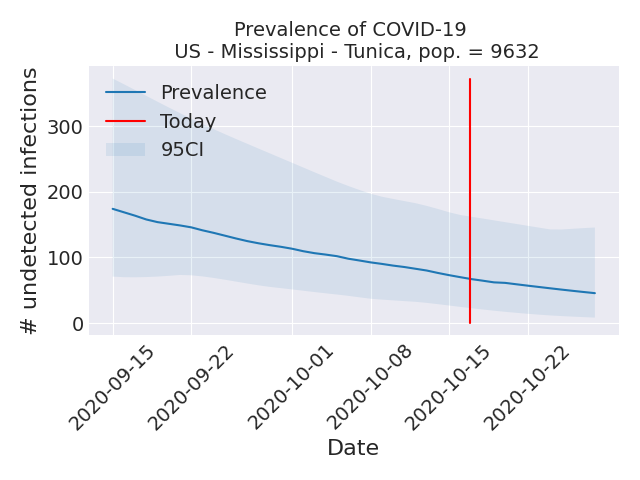 Prevalence of COVID-19
US - Mississippi - Tunica, pop. = 9632
# undetected infections
300
200
100
0
Prevalence
Today
95CI
2020-09-15
2020-09-22
2020-10-01
2020-10-08
2020-10-15
2020-10-22
Date